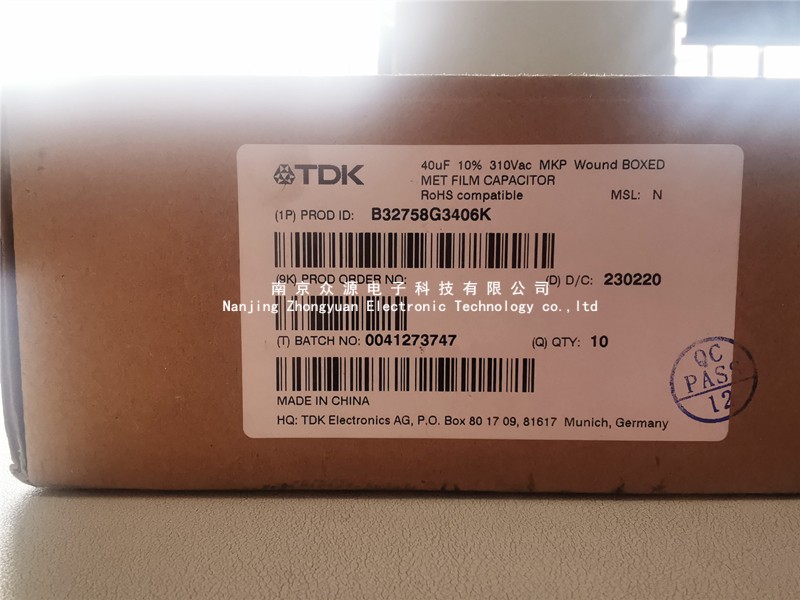 TDK
40uF 10% 310Vac MKP Wound BOXED
MET FILM CAPACITOR
RoHS compatible MSL: N
(1P) PROD ID: B32758G3406K
(9K) PROD ORDER NO: (D) D/C: 230220
南京众源电子科技有限公司
Nanjing Zhongyuan Electronic Technology co.,ltd
(T) BATCH NO: 0041273747 (Q) QTY: 10
QC
PASS
12
MADE IN CHINA
HQ: TDK Electronics AG, P.O. Box 80 17 09, 81617 Munich, Germany